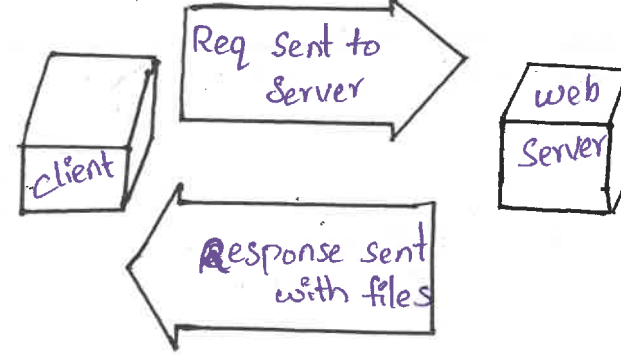 Req Sent to
Server
web
Server
client
Response sent
with files